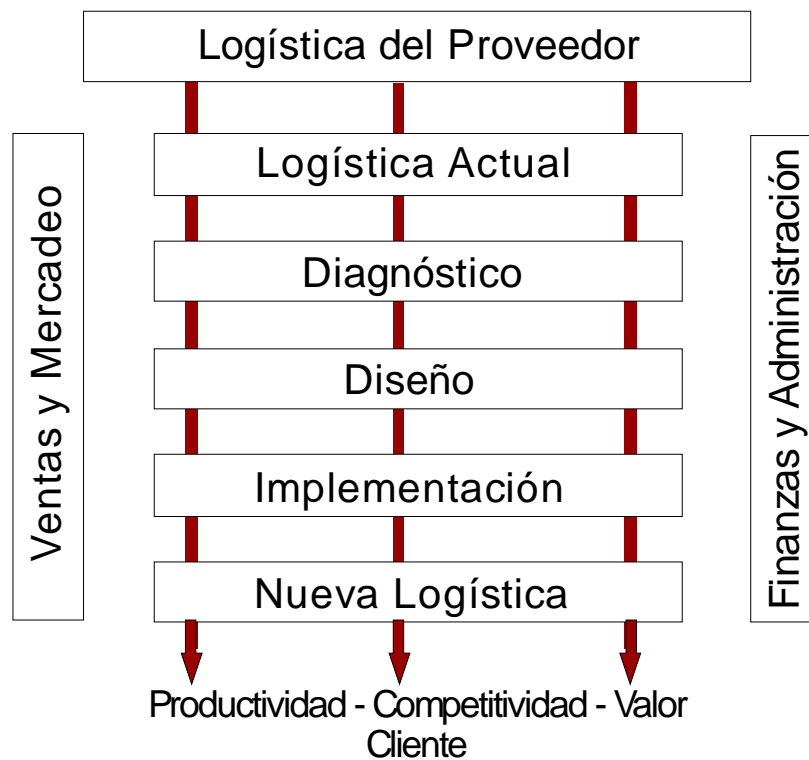 Logística del Proveedor
Ventas y Mercadeo
Logística Actual
Diagnóstico
Diseño
Implementación
Nueva Logística
Finanzas y Administración
Productividad - Competitividad - Valor
Cliente